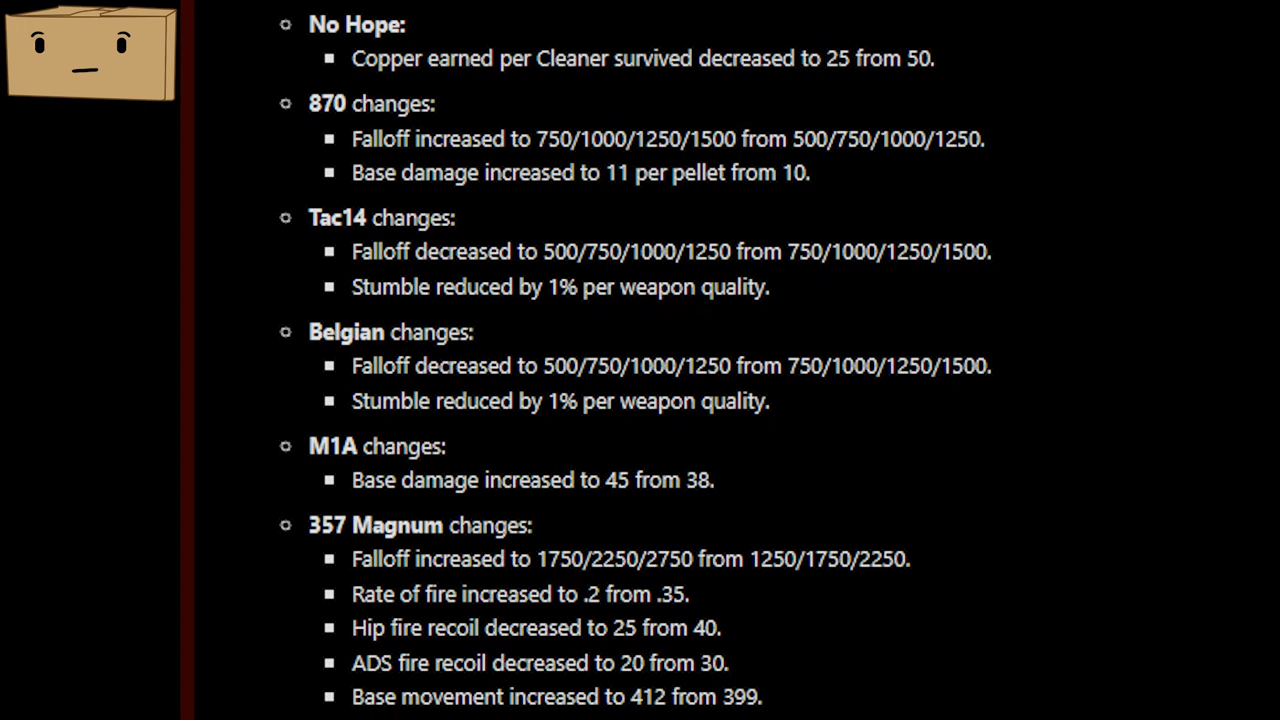 No Hope:
Copper earned per Cleaner survived decreased to 25 from 50.
870 changes:
Falloff increased to 750/1000/1250/1500 from 500/750/1000/1250.
Base damage increased to 11 per pellet from 10.
Tac14 changes:
Falloff decreased to 500/750/1000/1250 from 750/1000/1250/1500.
Stumble reduced by 1% per weapon quality.
Belgian changes:
Falloff decreased to 500/750/1000/1250 from 750/1000/1250/1500.
Stumble reduced by 1% per weapon quality.
M1A changes:
Base damage increased to 45 from 38.
357 Magnum changes:
Falloff increased to 1750/2250/2750 from 1250/1750/2250.
Rate of fire increased to .2 from .35.
Hip fire recoil decreased to 25 from 40.
ADS fire recoil decreased to 20 from 30.
Base movement increased to 412 from 399.